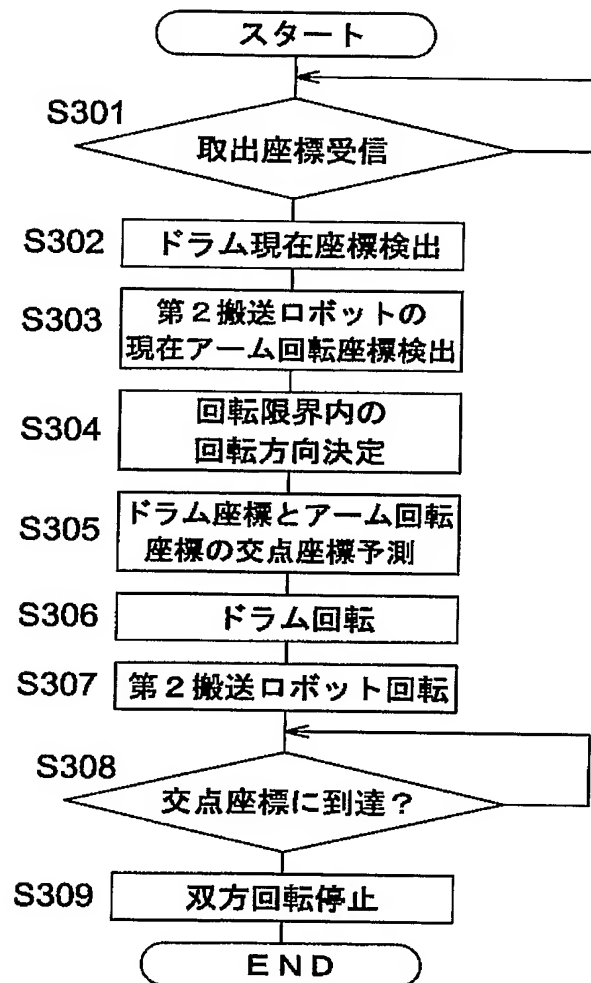 スタート
S301
取出座標受信
S302
ドラム現在座標検出
S303
第2搬送ロボットの
現在アーム回転座標検出
S304
回転限界内の
回転方向決定
S305
ドラム座標とアーム回転
座標の交点座標予測
S306
ドラム回転
S307
第2搬送ロボット回転
S308
交点座標に到達?
S309
双方回転停止
END